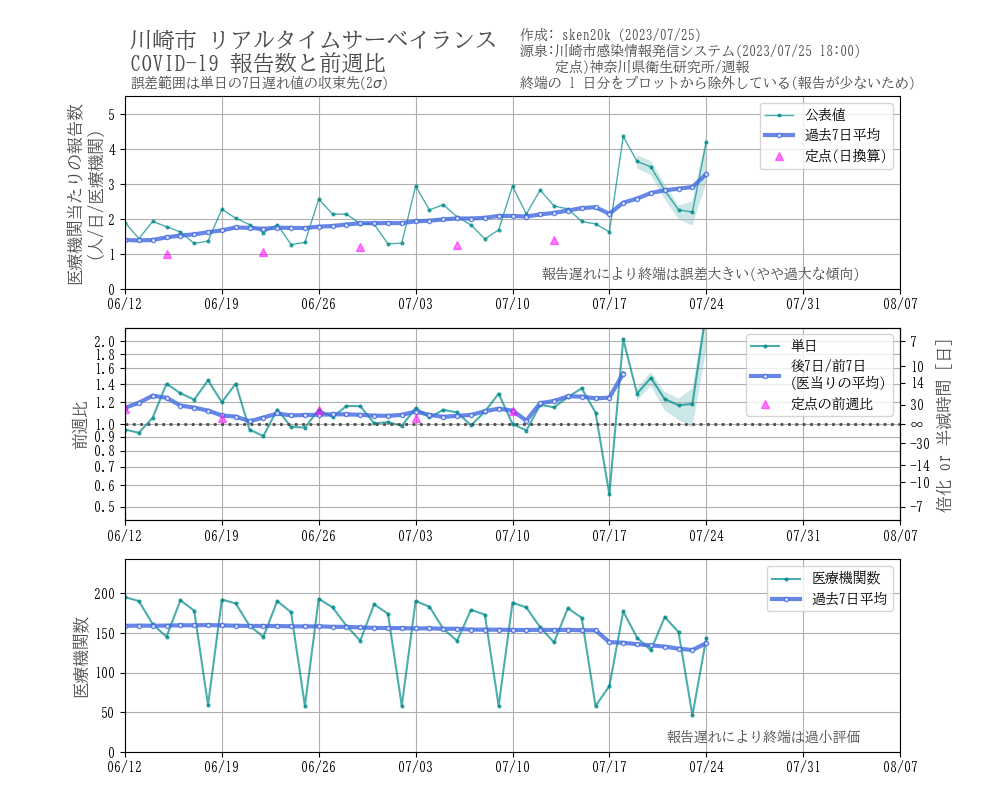 川崎市 リアルタイムサーベイランス
COVID-19 報告数と前週比
誤差範囲は単日の7日遅れ値の収束先(2σ)
作成: sken20k (2023/07/25)
源泉:川崎市感染情報発信システム(2023/07/25 18:00)
定点)神奈川県衛生研究所/週報
終端の 1 日分をプロットから除外している(報告が少ないため)
医療機関当たりの報告数
(人/日/医療機関)
5
4
3
2
1
0
公表値
過去7日平均
定点(日換算)
報告遅れにより終端は誤差大きい(やや過大な傾向)
06/12 06/19 06/26 07/03 07/10 07/17 07/24 07/31 08/07
前週比
2.0
1.8
1.6
1.4
1.2
1.0
0.9
0.8
0.7
0.6
0.5
単日
後7日/前7日
(医当りの平均)
定点の前週比
7
10
14
30
∞
-30
-14
-10
-7
倍化 or 半減時間 [日]
06/12 06/19 06/26 07/03 07/10 07/17 07/24 07/31 08/07
医療機関数
200
150
100
50
0
医療機関数
過去7日平均
報告遅れにより終端は過小評価
06/12 06/19 06/26 07/03 07/10 07/17 07/24 07/31 08/07